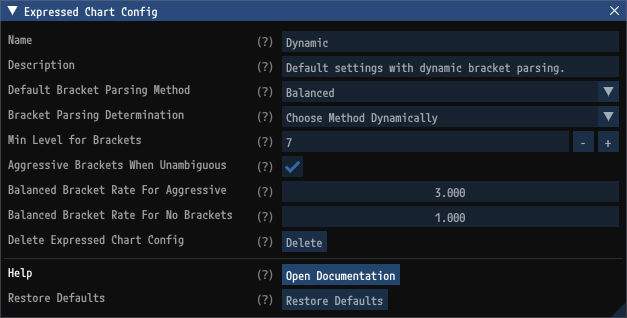 Expressed Chart Config
Name (?) Dynamic
Description (?) Default settings with dynamic bracket parsing.
Default Bracket Parsing Method (?) Balanced
Bracket Parsing Determination (?) Choose Method Dynamically
Min Level for Brackets (?) 7 - +
Aggressive Brackets When Unambiguous (?)
Balanced Bracket Rate For Aggressive (?) 3.000
Balanced Bracket Rate For No Brackets (?) 1.000
Delete Expressed Chart Config (?) Delete
Help (?) Open Documentation
Restore Defaults (?) Restore Defaults